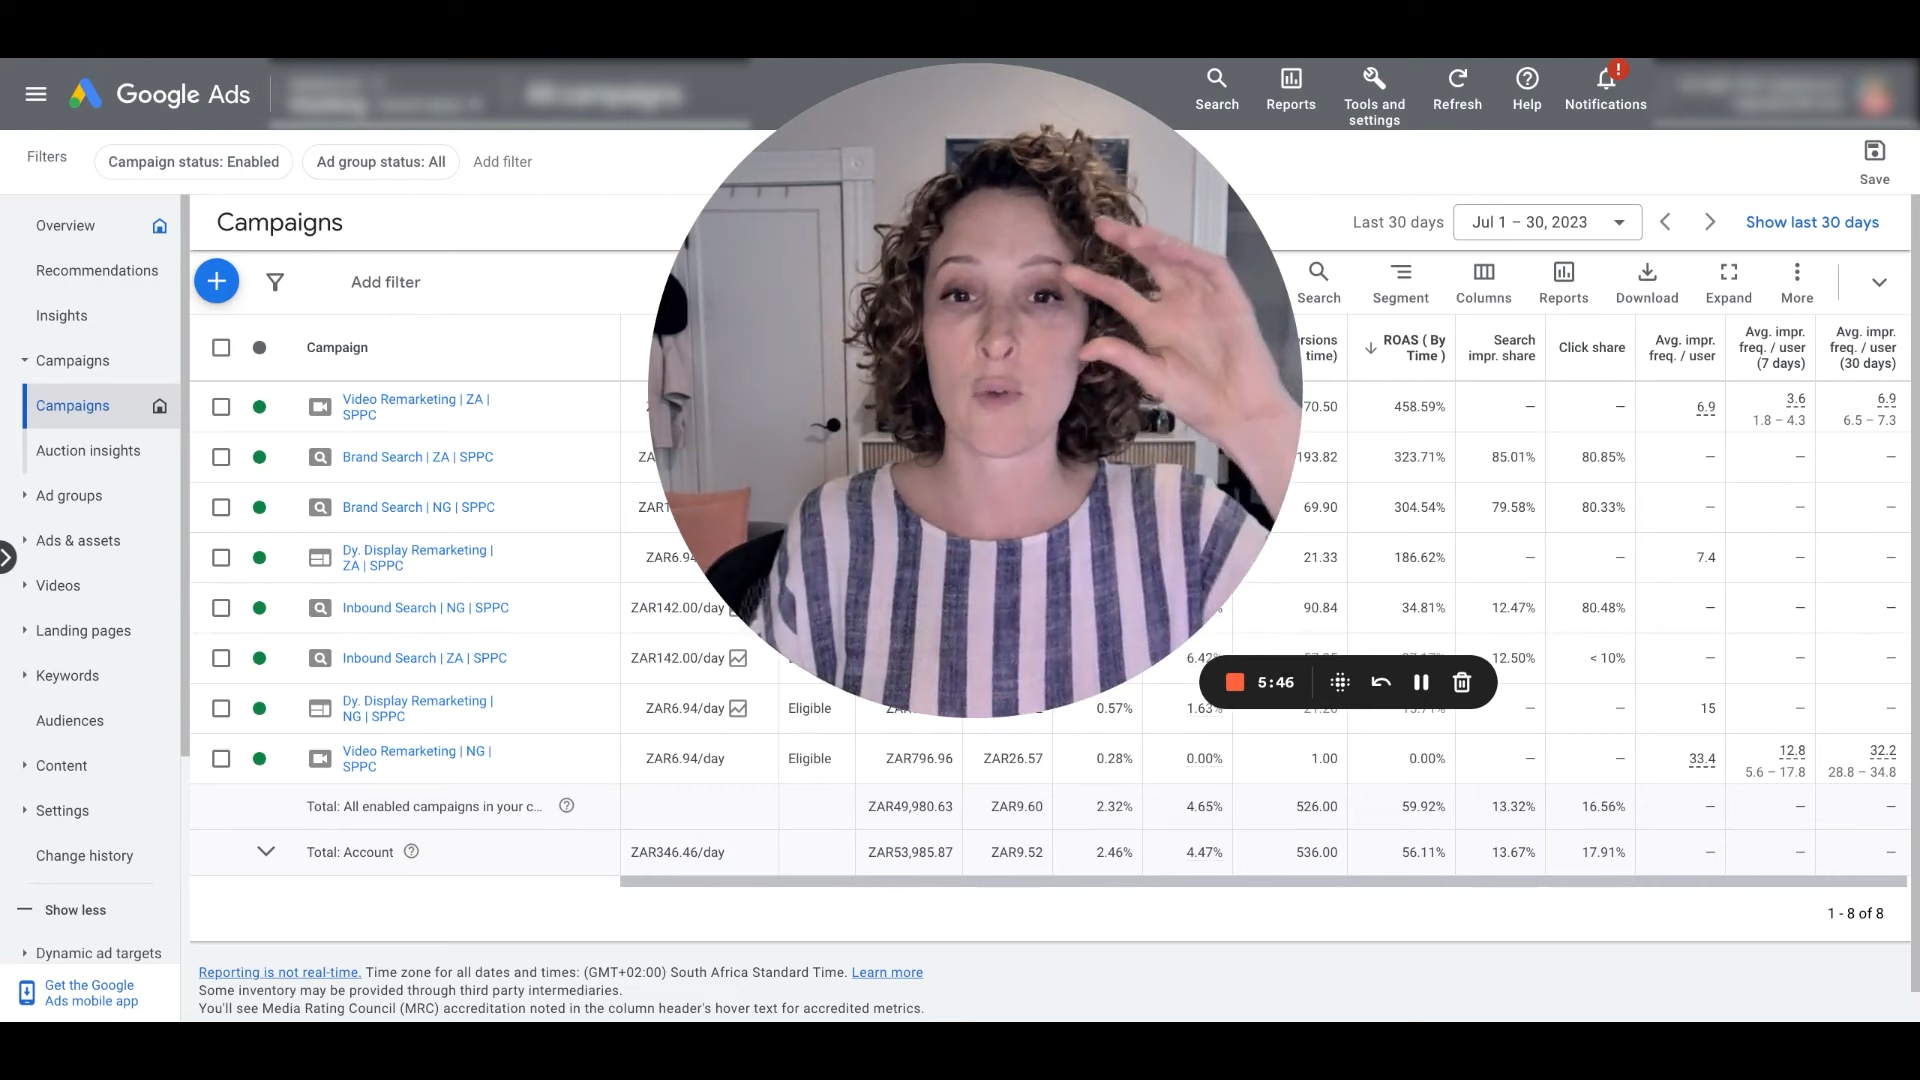 Google Ads
Search
Reports
Tools and
settings
Refresh
Help
Notifications
!
Filters
Campaign status: Enabled
Ad group status: All
Add filter
Save
Overview
Recommendations
Insights
Campaigns
Campaigns
Auction insights
Ad groups
Ads & assets
Videos
Landing pages
Keywords
Audiences
Content
Settings
Change history
Show less
Dynamic ad targets
Get the Google
Ads mobile app
Campaigns
Last 30 days
Jul 1 – 30, 2023
Show last 30 days
Add filter
Search
Segment
Columns
Reports
Download
Expand
More
Campaign
time)
ROAS ( By
Time )
Search
impr. share
Click share
Avg. impr.
freq. / user
Avg. impr.
freq. / user
(7 days)
Avg. impr.
freq. / user
(30 days)
Video Remarketing | ZA |
SPPC
70.50 458.59% — — 6.9 3.6 6.9
1.8 – 4.3 6.5 – 7.3
Brand Search | ZA | SPPC ZA 193.82 323.71% 85.01% 80.85% — — —
Brand Search | NG | SPPC 69.90 304.54% 79.58% 80.33% — — —
Dy. Display Remarketing |
ZA | SPPC
21.33 186.62% — — 7.4 — —
Inbound Search | NG | SPPC ZAR142.00/day 90.84 34.81% 12.47% 80.48% — — —
Inbound Search | ZA | SPPC ZAR142.00/day 12.50% < 10% — — —
5:46
Dy. Display Remarketing |
NG | SPPC
ZAR6.94/day Eligible 0.57% 1.63% — — 15 — —
Video Remarketing | NG |
SPPC
ZAR6.94/day Eligible ZAR796.96 ZAR26.57 0.28% 0.00% 1.00 0.00% — — 33.4 12.8 32.2
5.6 – 17.8 28.8 – 34.8
Total: All enabled campaigns in your c... ZAR49,980.63 ZAR9.60 2.32% 4.65% 526.00 59.92% 13.32% 16.56% — — —
Total: Account ZAR346.46/day ZAR53,985.87 ZAR9.52 2.46% 4.47% 536.00 56.11% 13.67% 17.91% — — —
1 - 8 of 8
Reporting is not real-time. Time zone for all dates and times: (GMT+02:00) South Africa Standard Time. Learn more
Some inventory may be provided through third party intermediaries.
You'll see Media Rating Council (MRC) accreditation noted in the column header's hover text for accredited metrics.